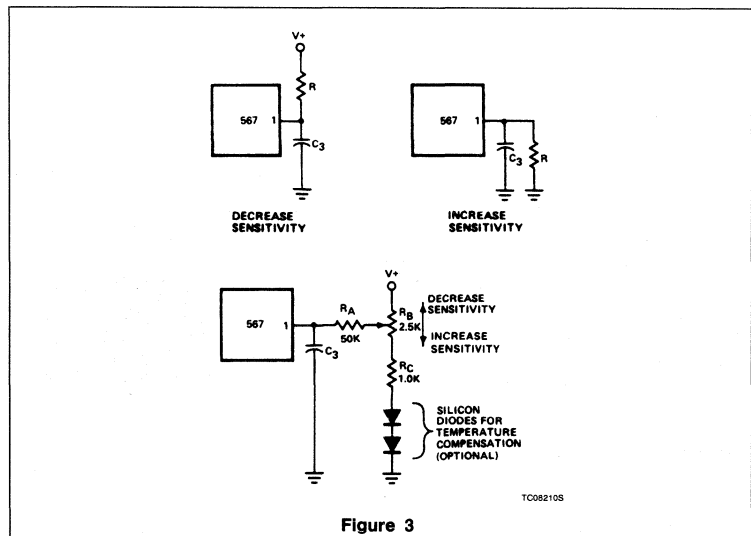 V+
R
567 1
C3
DECREASE
SENSITIVITY
567 1
C3
R
INCREASE
SENSITIVITY
V+
567 1
RA
50K
C3
RB
2.5K
DECREASE
SENSITIVITY
INCREASE
SENSITIVITY
RC
1.0K
SILICON
DIODES FOR
TEMPERATURE
COMPENSATION
(OPTIONAL)
TC08210S
Figure 3